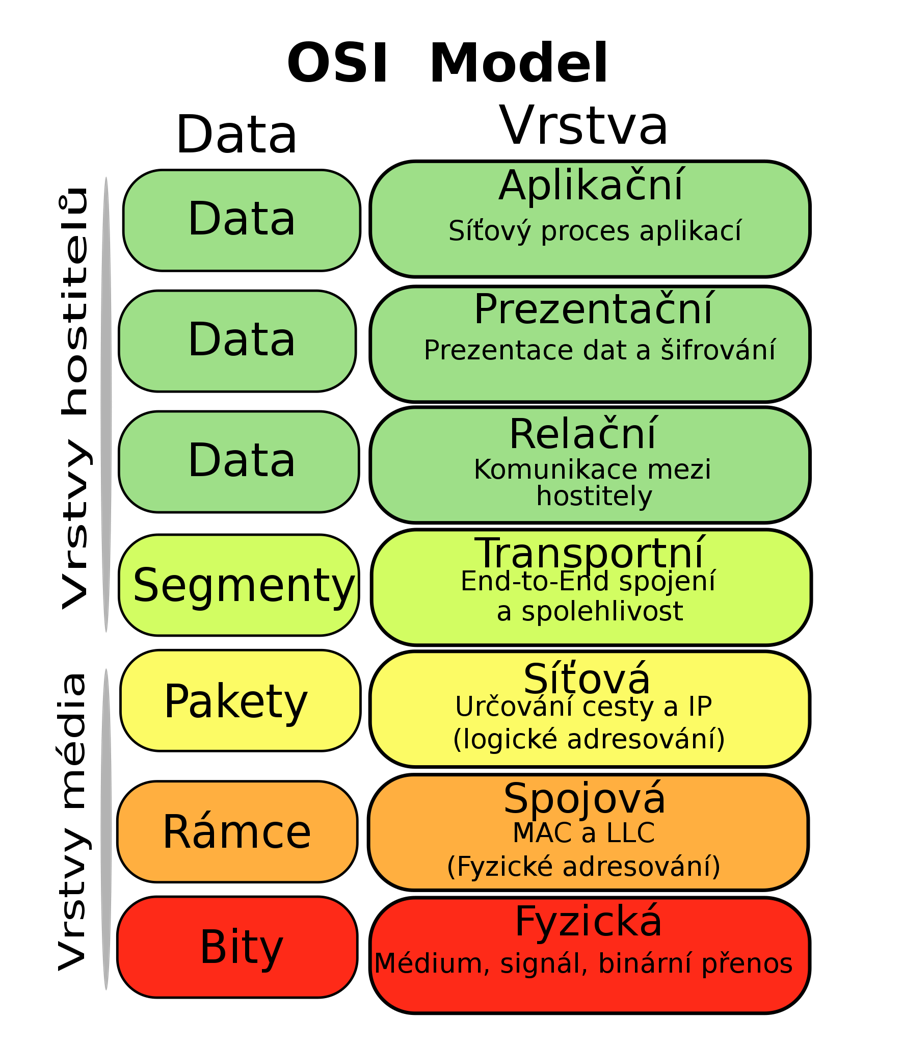 OSI Model
Data
Vrstva
Vrstvy hostitelů
Data
Aplikační
Síťový proces aplikací
Data
Prezentační
Prezentace dat a šifrování
Data
Relační
Komunikace mezi
hostitely
Segmenty
Transportní
End-to-End spojení
a spolehlivost
Vrstvy média
Pakety
Síťová
Určování cesty a IP
(logické adresování)
Rámce
Spojová
MAC a LLC
(Fyzické adresování)
Bity
Fyzická
Médium, signál, binární přenos